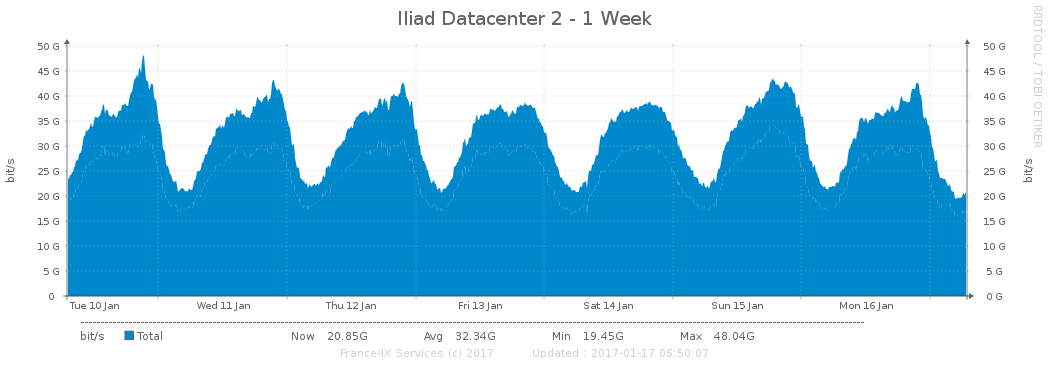 Iliad Datacenter 2 - 1 Week
RRDTOOL / TOBI OETIKER
50 G 50 G
45 G 45 G
40 G 40 G
35 G 35 G
30 G 30 G
25 G 25 G
20 G 20 G
15 G 15 G
10 G 10 G
5 G 5 G
0 0 G
bit/s bit/s
Tue 10 Jan Wed 11 Jan Thu 12 Jan Fri 13 Jan Sat 14 Jan Sun 15 Jan Mon 16 Jan
bit/s Total Now 20.85G Avg 32.34G Min 19.45G Max 48.04G
France-IX Services (c) 2017 Updated : 2017-01-17 06:50:07